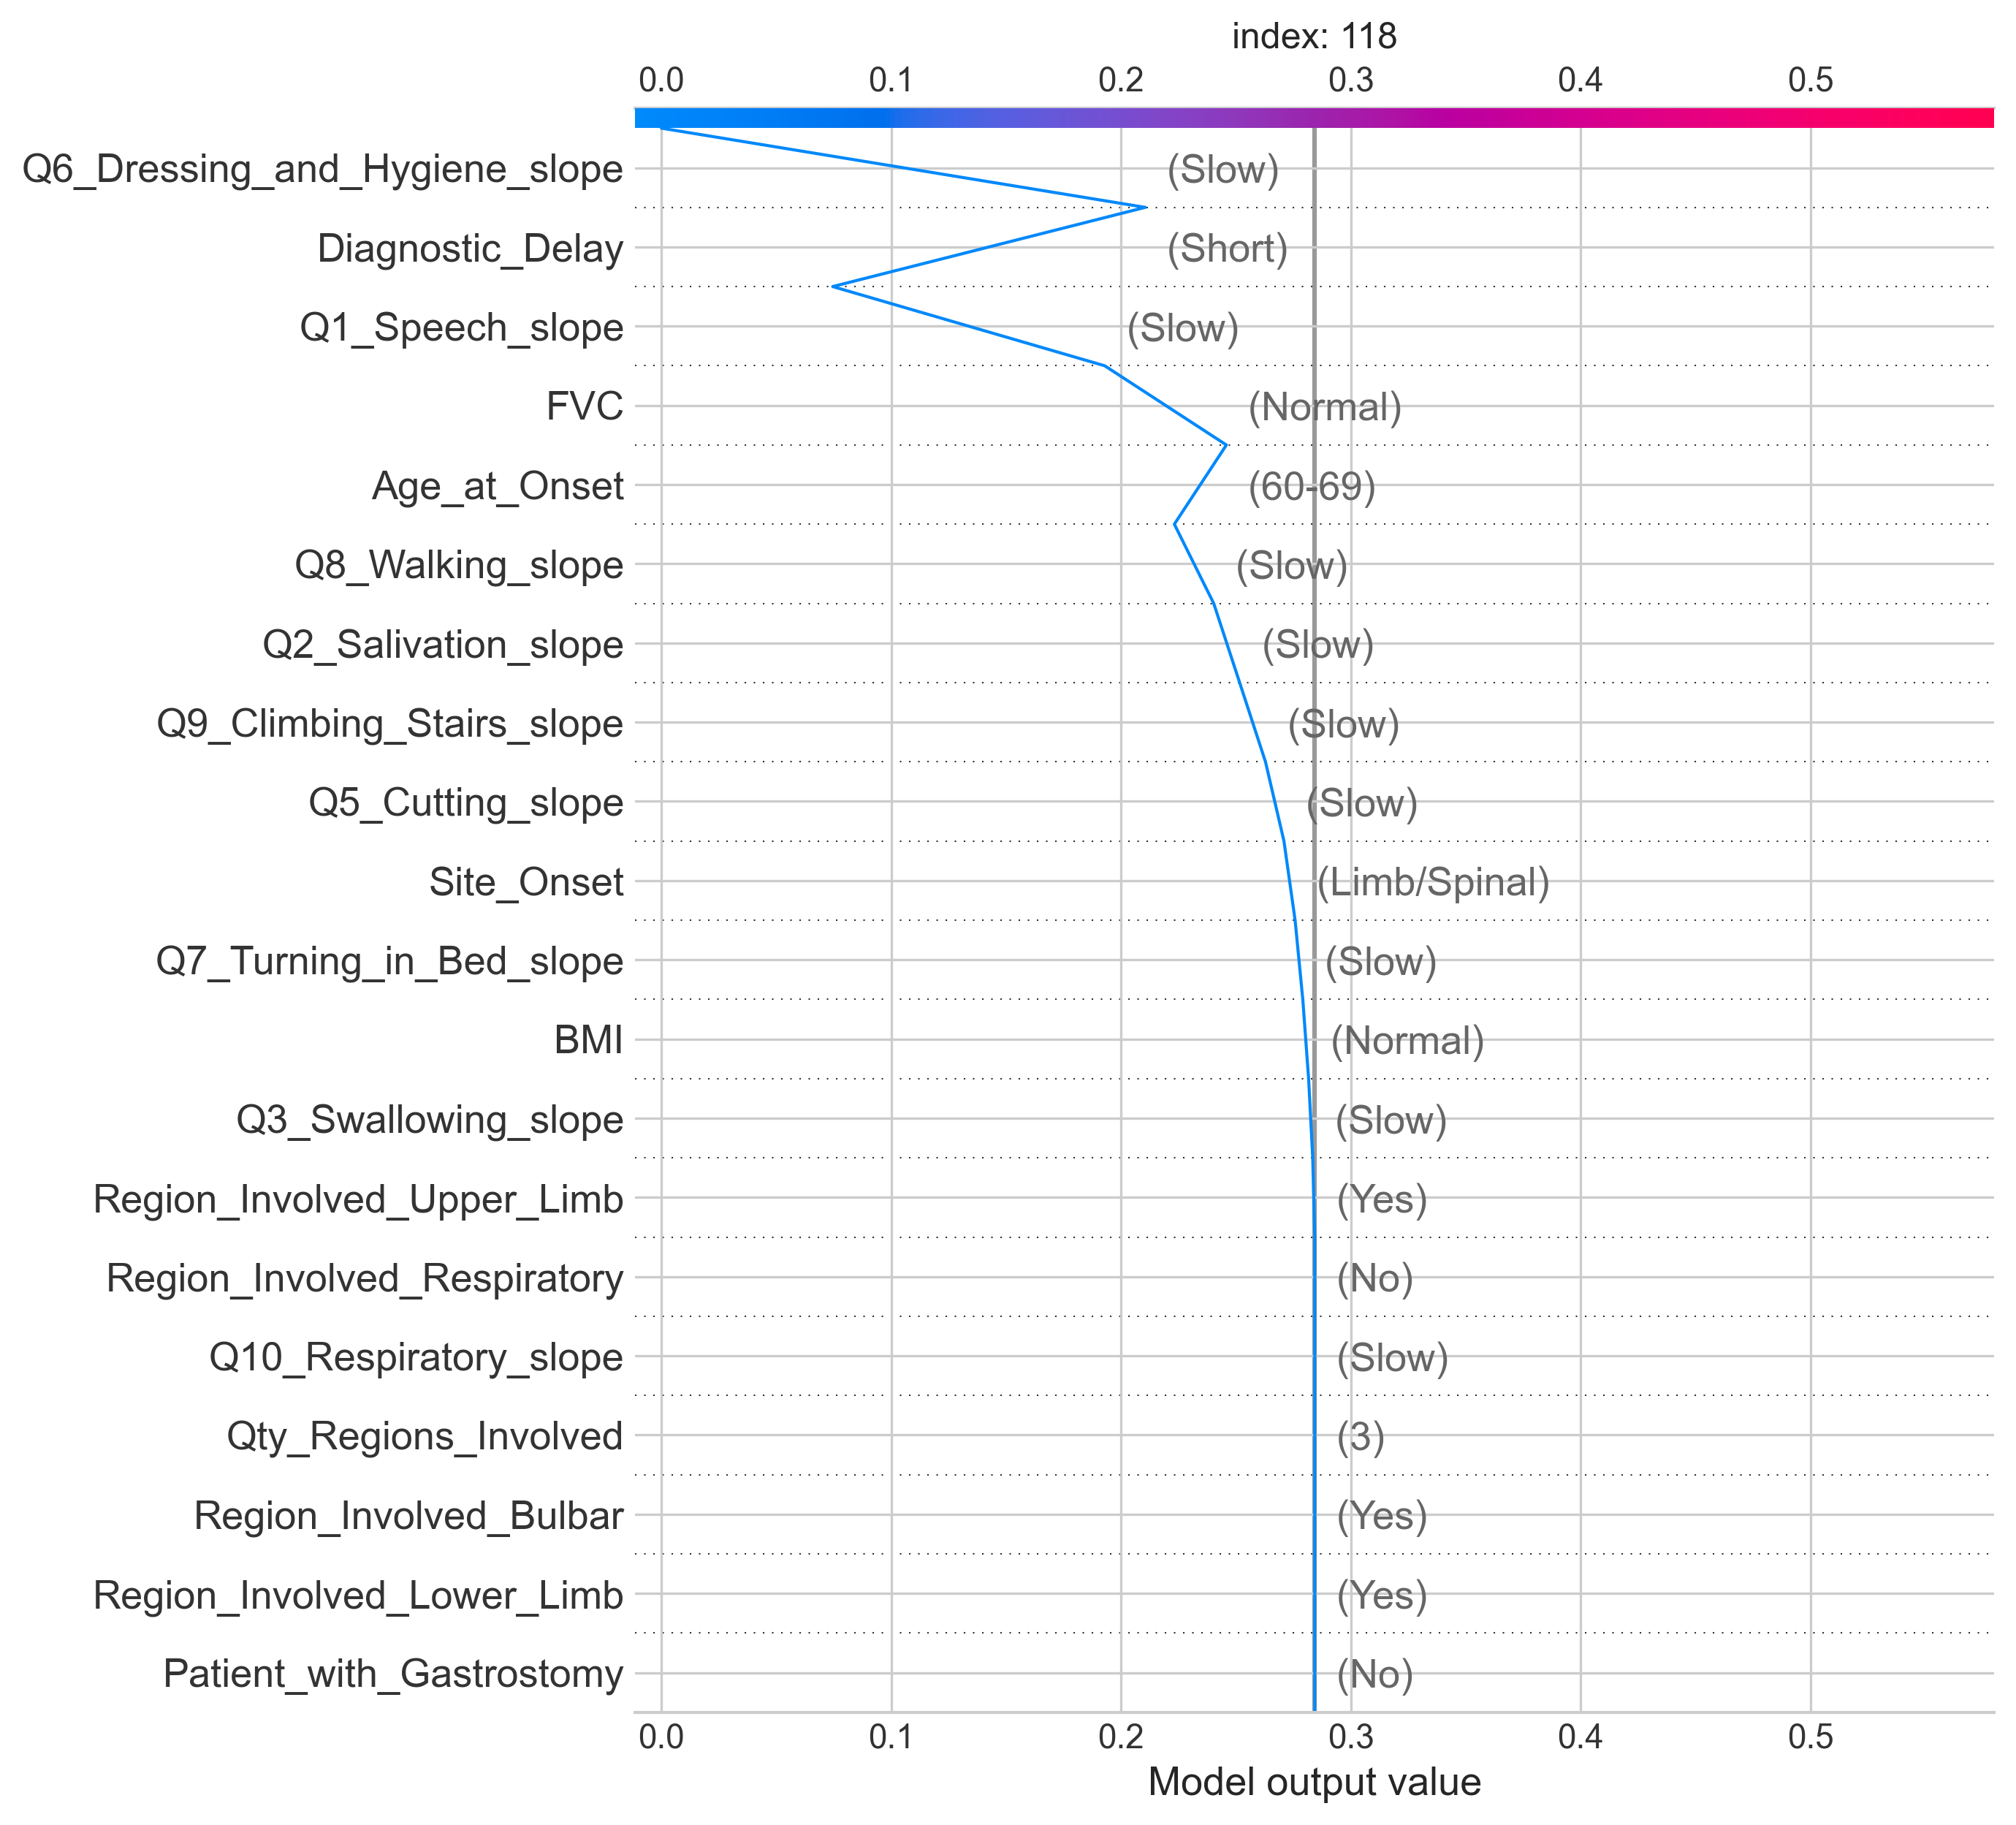 index: 118
0.0 0.1 0.2 0.3 0.4 0.5
Q6_Dressing_and_Hygiene_slope (Slow)
Diagnostic_Delay (Short)
Q1_Speech_slope (Slow)
FVC (Normal)
Age_at_Onset (60-69)
Q8_Walking_slope (Slow)
Q2_Salivation_slope (Slow)
Q9_Climbing_Stairs_slope (Slow)
Q5_Cutting_slope (Slow)
Site_Onset (Limb/Spinal)
Q7_Turning_in_Bed_slope (Slow)
BMI (Normal)
Q3_Swallowing_slope (Slow)
Region_Involved_Upper_Limb (Yes)
Region_Involved_Respiratory (No)
Q10_Respiratory_slope (Slow)
Qty_Regions_Involved (3)
Region_Involved_Bulbar (Yes)
Region_Involved_Lower_Limb (Yes)
Patient_with_Gastrostomy (No)
0.0 0.1 0.2 0.3 0.4 0.5
Model output value